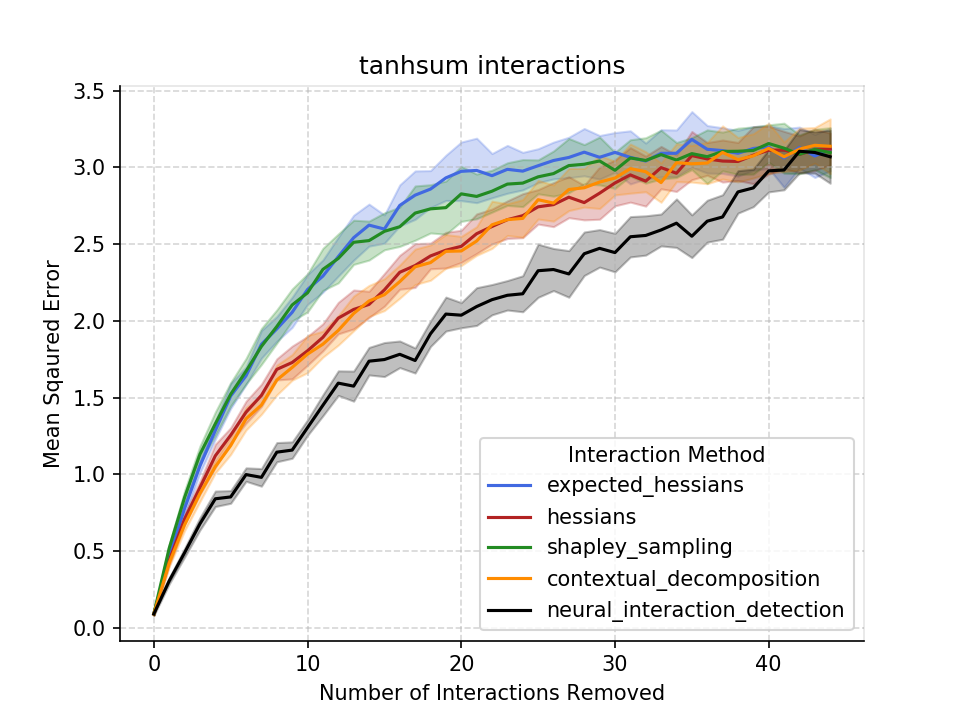 tanhsum interactions
3.5
3.0
2.5
2.0
1.5
1.0
0.5
0.0
Mean Sqaured Error
Interaction Method
expected_hessians
hessians
shapley_sampling
contextual_decomposition
neural_interaction_detection
0 10 20 30 40
Number of Interactions Removed